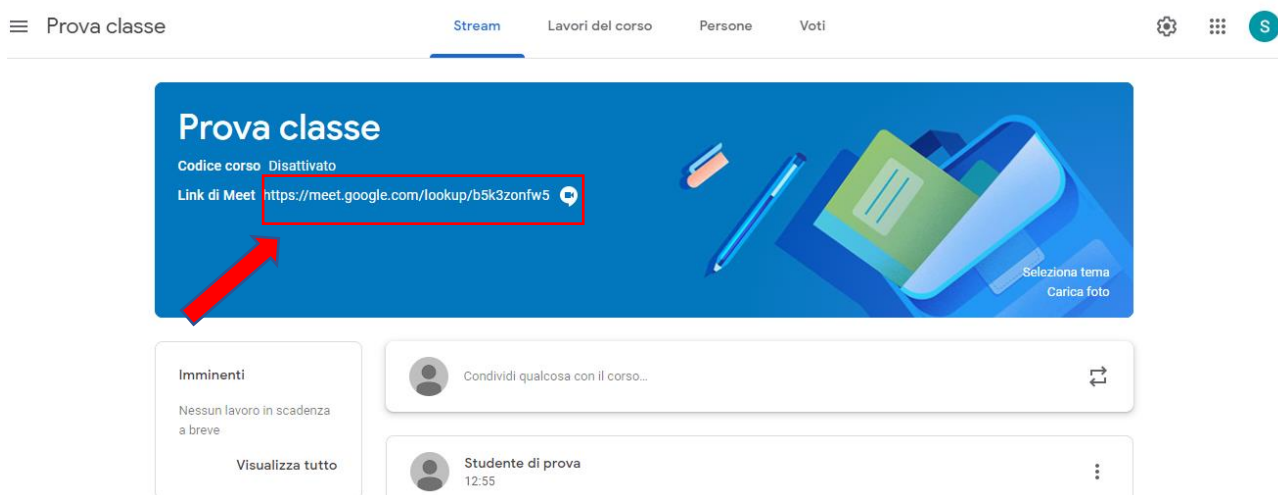 Prova classe
Stream Lavori del corso Persone Voti
S
Prova classe
Codice corso Disattivato
Link di Meet https://meet.google.com/lookup/b5k3zonfw5
Seleziona tema
Carica foto
Imminenti
Nessun lavoro in scadenza
a breve
Visualizza tutto
Condividi qualcosa con il corso...
Studente di prova
12:55